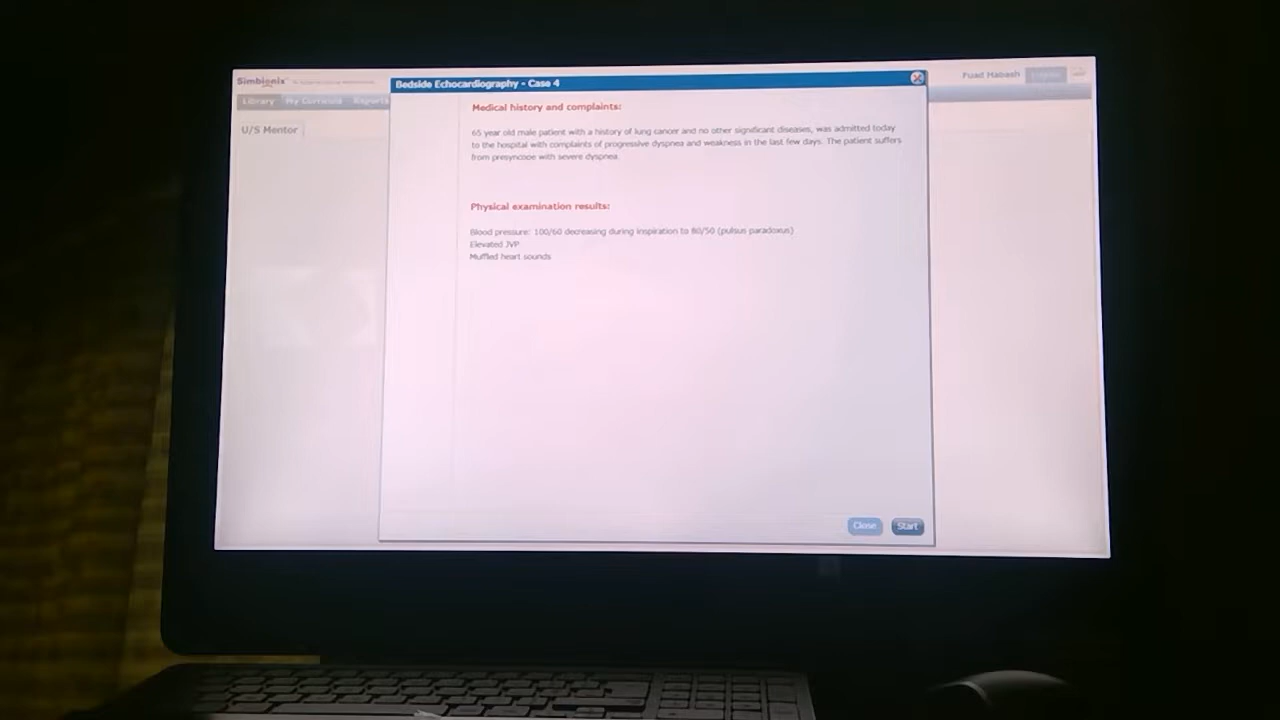 Simbionix
Bedside Echocardiography - Case 4
Fuad Habash
Library My Curricula Reports
U/S Mentor
Medical history and complaints:
65 year old male patient with a history of lung cancer and no other significant diseases, was admitted today
to the hospital with complaints of progressive dyspnea and weakness in the last few days. The patient suffers
from presyncope with severe dyspnea.
Physical examination results:
Blood pressure: 100/60 decreasing during inspiration to 80/50 (pulsus paradoxus)
Elevated JVP
Muffled heart sounds
Close Start